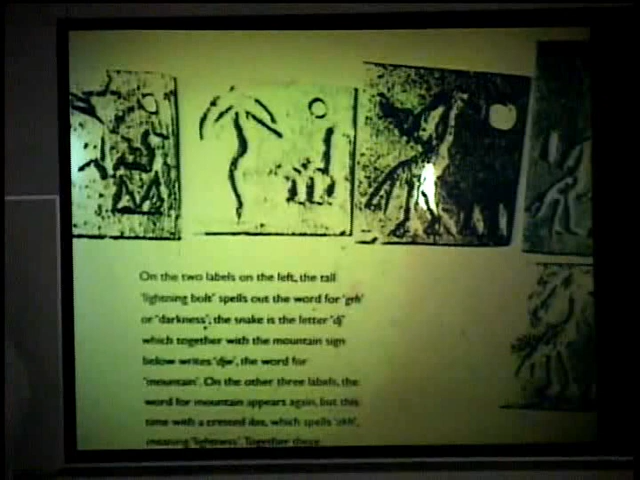 On the two labels on the left, the tall
'lightning bolt' spells out the word for 'grh'
or 'darkness', the snake is the letter 'dj'
which together with the mountain sign
below writes 'djw', the word for
'mountain'. On the other three labels, the
word for mountain appears again, but this
time with a crested ibis, which spells
meaning 'lightness'. Together these